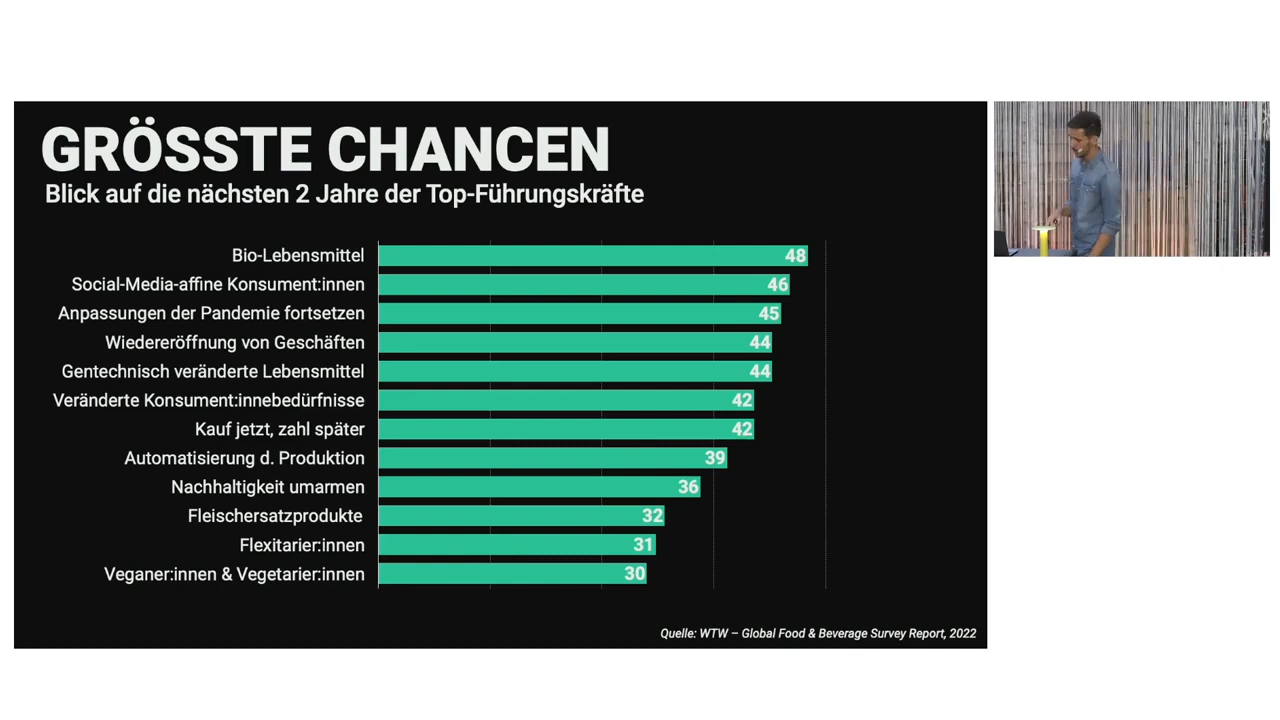 GRÖSSTE CHANCEN
Blick auf die nächsten 2 Jahre der Top-Führungskräfte
Bio-Lebensmittel 48
Social-Media-affine Konsument:innen 46
Anpassungen der Pandemie fortsetzen 45
Wiedereröffnung von Geschäften 44
Gentechnisch veränderte Lebensmittel 44
Veränderte Konsument:innebedürfnisse 42
Kauf jetzt, zahl später 42
Automatisierung d. Produktion 39
Nachhaltigkeit umarmen 36
Fleischersatzprodukte 32
Flexitarier:innen 31
Veganer:innen & Vegetarier:innen 30
Quelle: WTW – Global Food & Beverage Survey Report, 2022